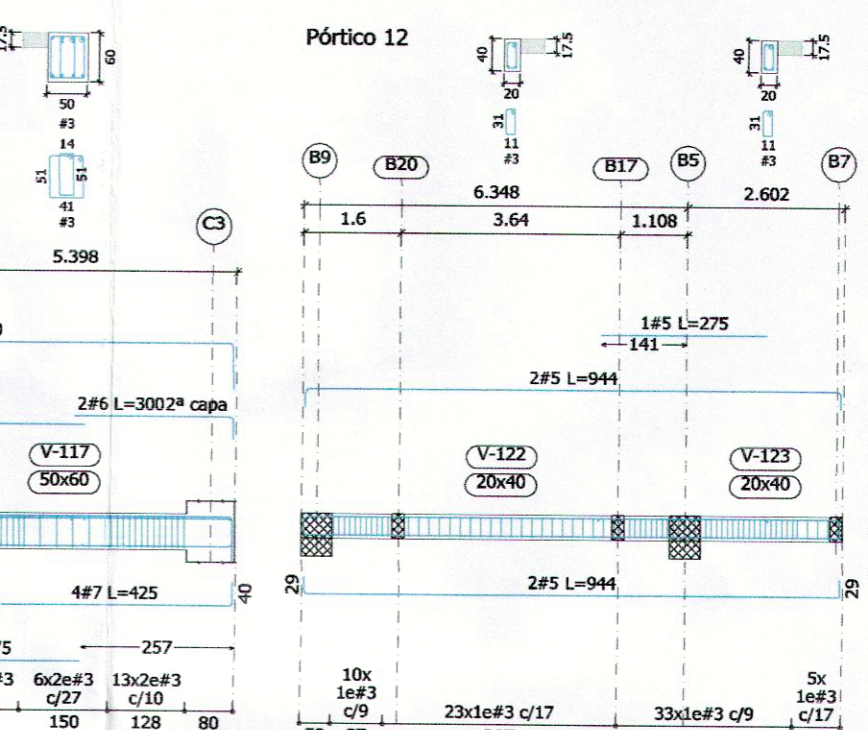 17.5
60
50
#3
14
51
51
41
#3
C3
5.398
2#6 L=3002ª capa
V-117
50x60
4#7 L=425
40
257
6x2e#3
c/27
13x2e#3
c/10
150
128
80
Pórtico 12
40
17.5
20
31
11
#3
40
17.5
20
31
11
#3
B9
B20
B17
B5
B7
6.348
2.602
1.6
3.64
1.108
1#5 L=275
141
2#5 L=944
V-122
20x40
V-123
20x40
29
2#5 L=944
29
10x
1e#3
c/9
23x1e#3 c/17
33x1e#3 c/9
5x
1e#3
c/17